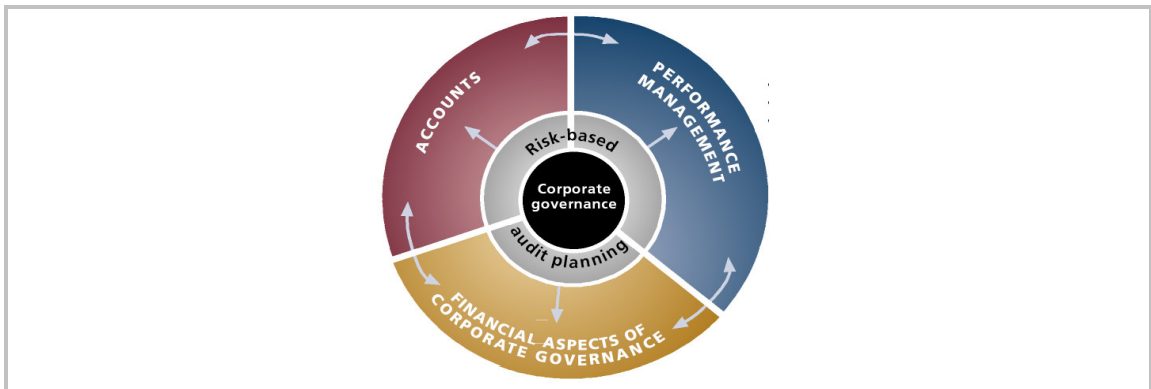 ACCOUNTS
PERFORMANCE
MANAGEMENT
Risk-based
Corporate
governance
audit planning
FINANCIAL ASPECTS OF
CORPORATE GOVERNANCE